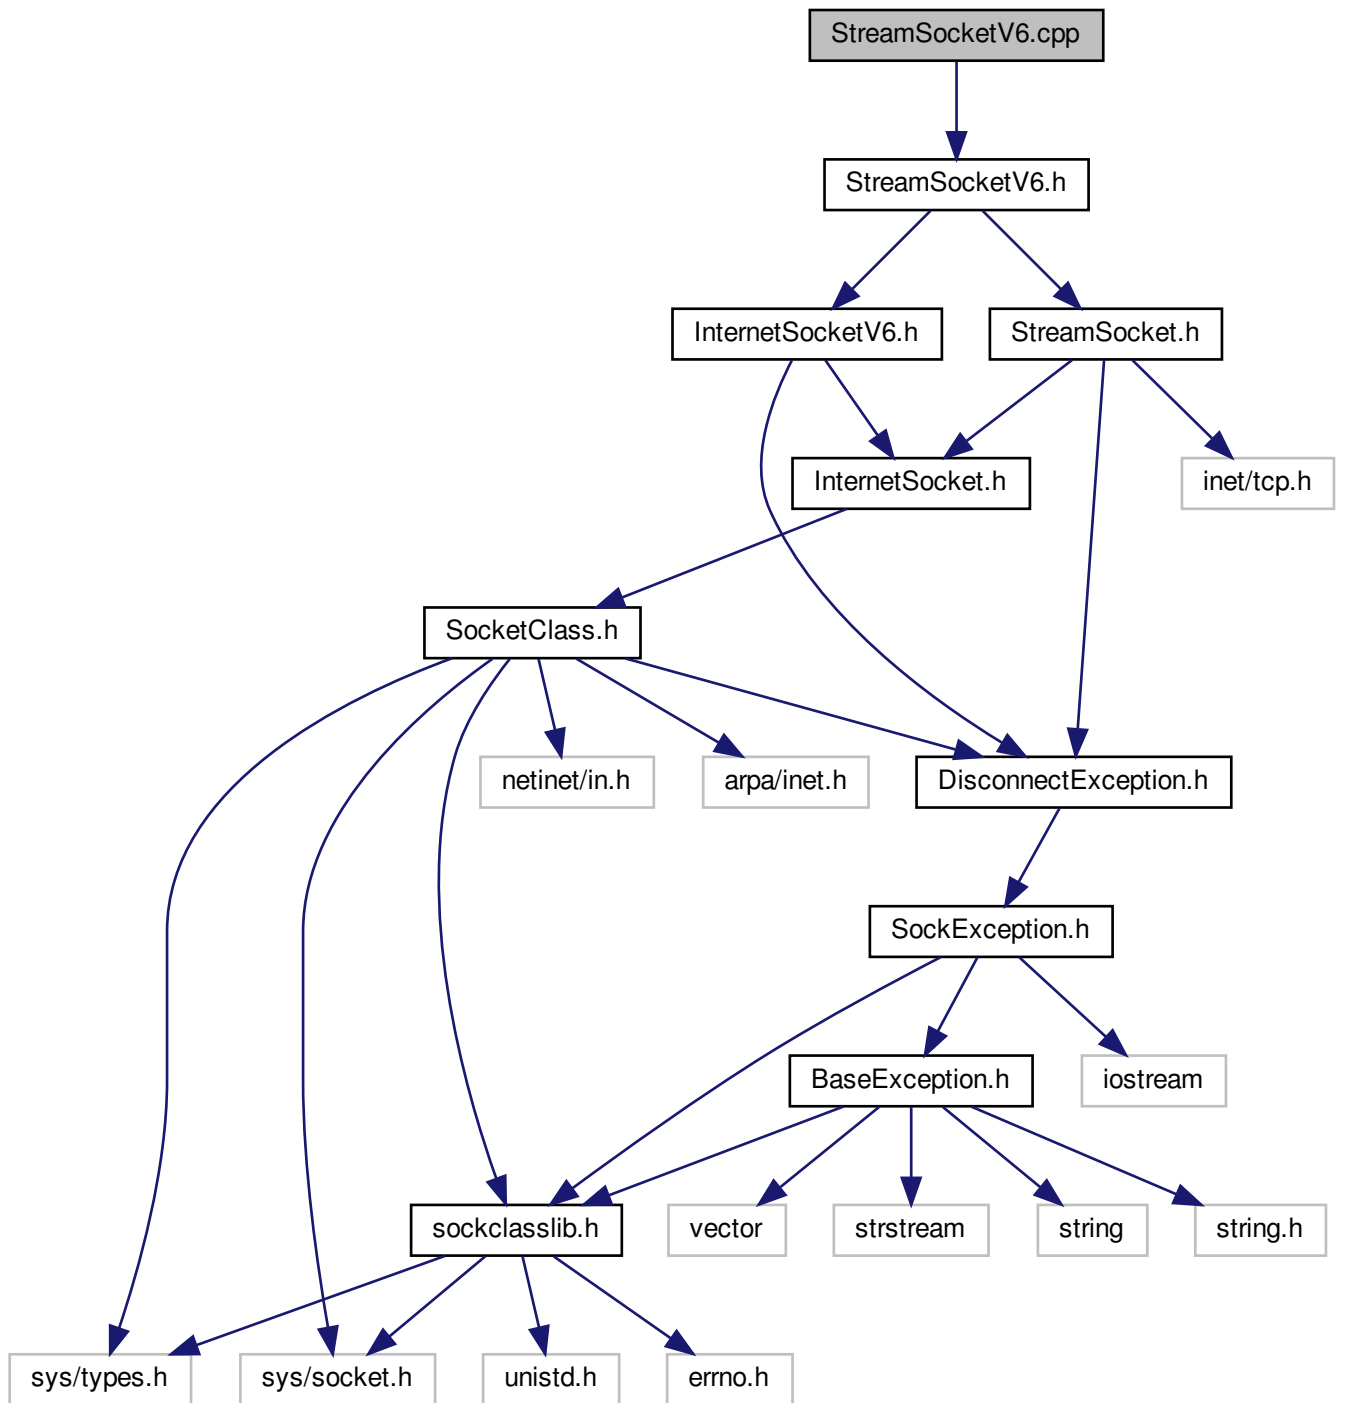 StreamSocketV6.cpp
StreamSocketV6.h
InternetSocketV6.h
StreamSocket.h
InternetSocket.h
inet/tcp.h
SocketClass.h
netinet/in.h
arpa/inet.h
DisconnectException.h
SockException.h
BaseException.h
iostream
sockclasslib.h
vector
strstream
string
string.h
sys/types.h
sys/socket.h
unistd.h
errno.h